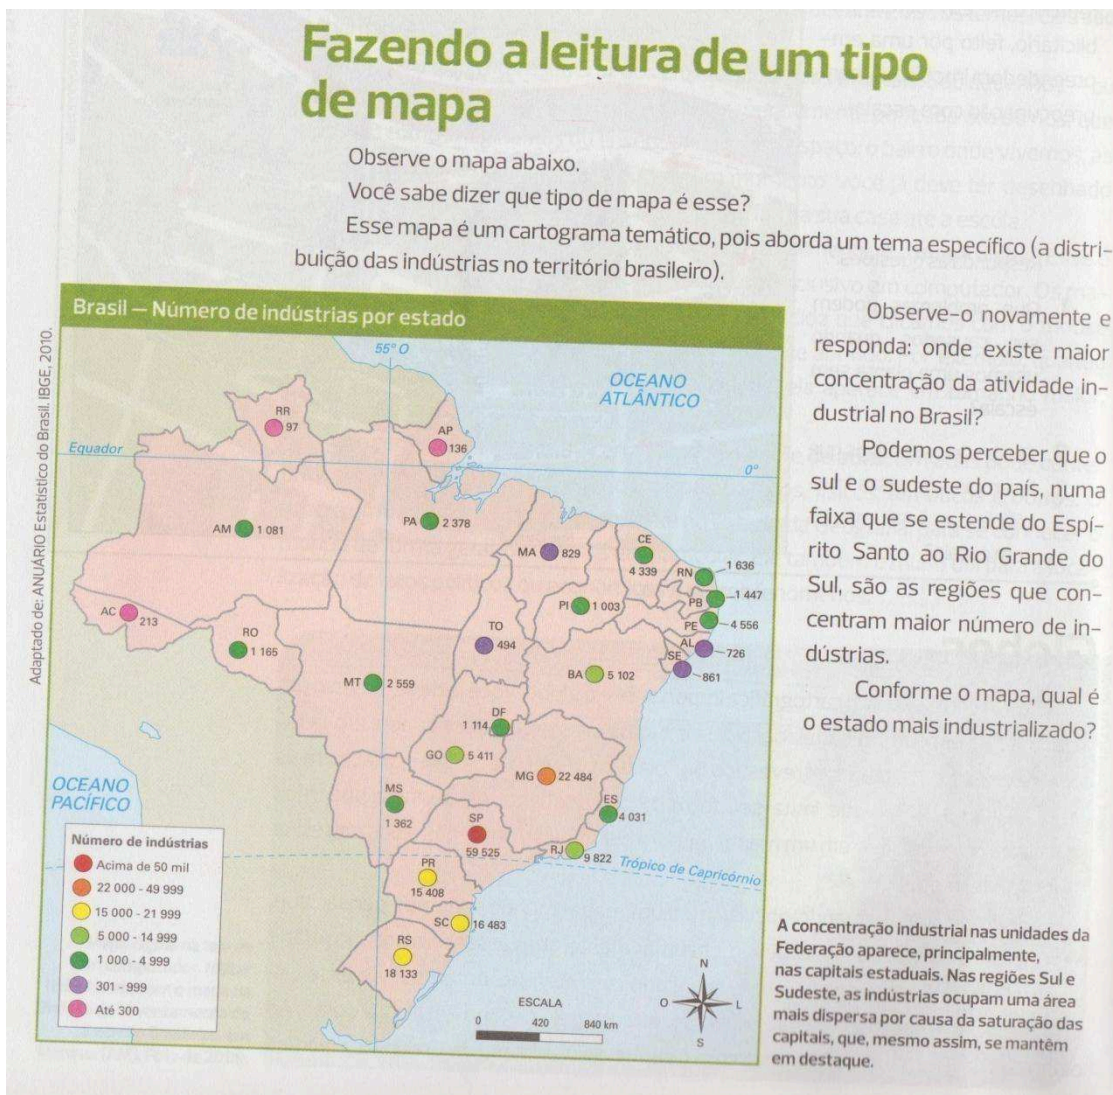 Fazendo a leitura de um tipo
de mapa
Observe o mapa abaixo.
Você sabe dizer que tipo de mapa é esse?
Esse mapa é um cartograma temático, pois aborda um tema específico (a distri-
buição das indústrias no território brasileiro).
Brasil — Número de indústrias por estado
Adaptado de: ANUÁRIO Estatístico do Brasil. IBGE, 2010.
55° O
OCEANO
ATLÂNTICO
RR
97
AP
136
Equador
0°
AM 1 081
PA 2 378
MA 829
CE
4 339
RN 1 636
PB 1 447
PE 4 556
AL 726
SE 861
PI 1 003
AC
213
RO
1 165
TO
494
BA 5 102
MT 2 559
DF
1 114
GO 5 411
MG 22 484
ES
4 031
MS
1 362
SP
59 525
RJ 9 822
Trópico de Capricórnio
PR
15 408
SC 16 483
RS
18 133
OCEANO
PACÍFICO
Número de indústrias
Acima de 50 mil
22 000 - 49 999
15 000 - 21 999
5 000 - 14 999
1 000 - 4 999
301 - 999
Até 300
ESCALA
0 420 840 km
N
O L
S
Observe-o novamente e
responda: onde existe maior
concentração da atividade in-
dustrial no Brasil?
Podemos perceber que o
sul e o sudeste do país, numa
faixa que se estende do Espí-
rito Santo ao Rio Grande do
Sul, são as regiões que con-
centram maior número de in-
dústrias.
Conforme o mapa, qual é
o estado mais industrializado?
A concentração industrial nas unidades da
Federação aparece, principalmente,
nas capitais estaduais. Nas regiões Sul e
Sudeste, as indústrias ocupam uma área
mais dispersa por causa da saturação das
capitais, que, mesmo assim, se mantêm
em destaque.